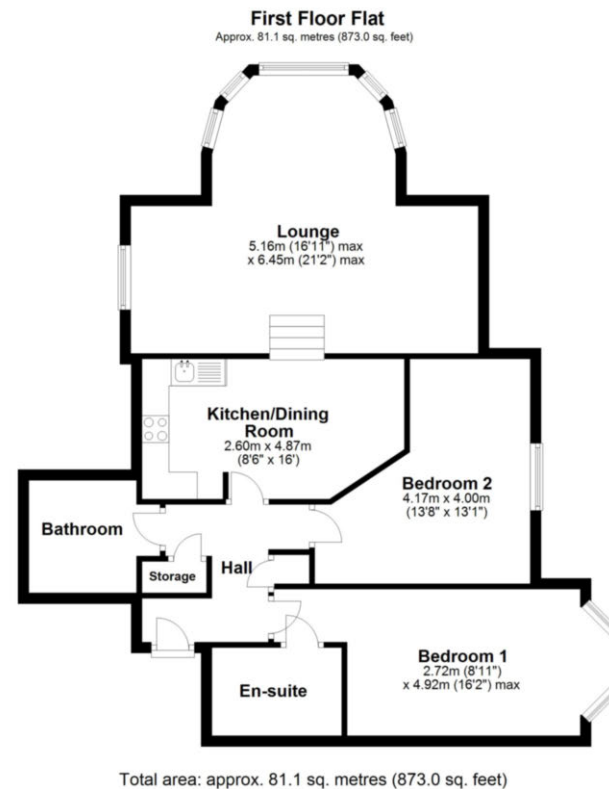 First Floor Flat
Approx. 81.1 sq. metres (873.0 sq. feet)
Lounge
5.16m (16'11") max
x 6.45m (21'2") max
Kitchen/Dining
Room
2.60m x 4.87m
(8'6" x 16')
Bedroom 2
4.17m x 4.00m
(13'8" x 13'1")
Bathroom
Storage
Hall
Bedroom 1
2.72m (8'11")
x 4.92m (16'2") max
En-suite
Total area: approx. 81.1 sq. metres (873.0 sq. feet)